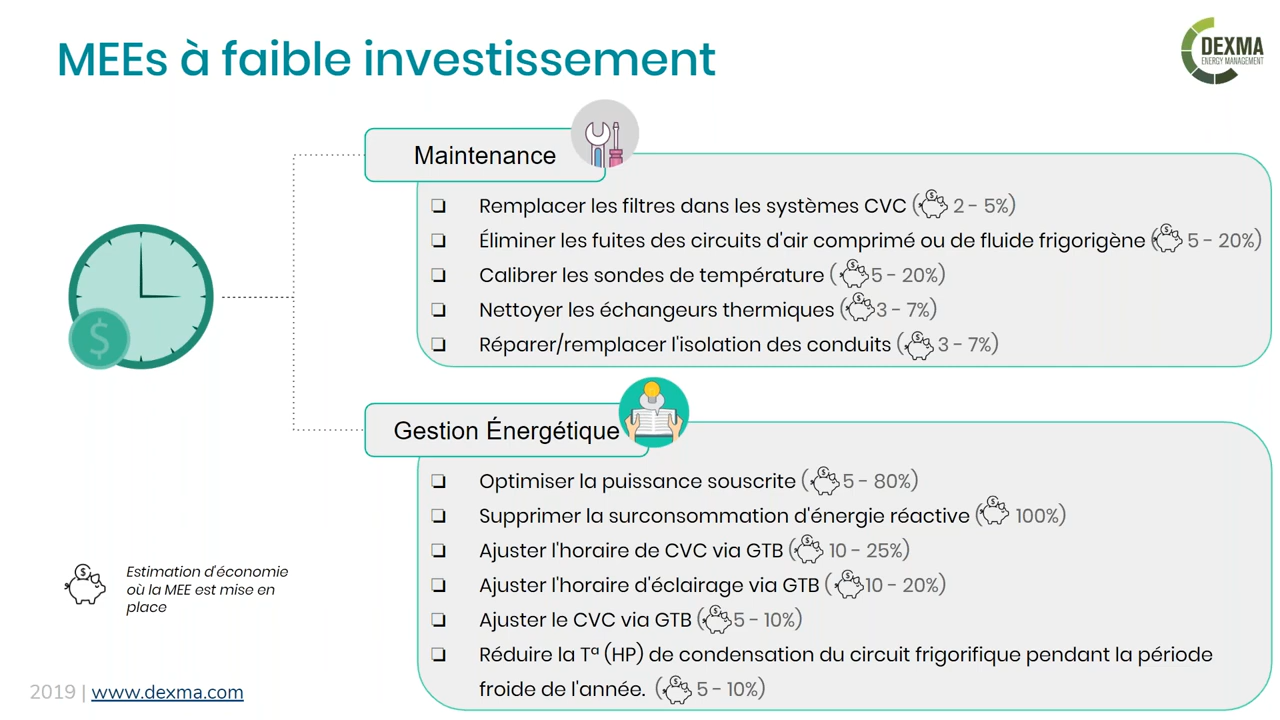 MEEs à faible investissement
DEXMA
ENERGY MANAGEMENT
Maintenance
❏ Remplacer les filtres dans les systèmes CVC ( 2 - 5%)
❏ Éliminer les fuites des circuits d'air comprimé ou de fluide frigorigène ( 5 - 20%)
❏ Calibrer les sondes de température ( 5 - 20%)
❏ Nettoyer les échangeurs thermiques ( 3 - 7%)
❏ Réparer/remplacer l'isolation des conduits ( 3 - 7%)
$
Gestion Énergétique
❏ Optimiser la puissance souscrite ( 5 - 80%)
❏ Supprimer la surconsommation d'énergie réactive ( 100%)
❏ Ajuster l'horaire de CVC via GTB ( 10 - 25%)
❏ Ajuster l'horaire d'éclairage via GTB ( 10 - 20%)
❏ Ajuster le CVC via GTB ( 5 - 10%)
❏ Réduire la Tª (HP) de condensation du circuit frigorifique pendant la période
froide de l'année. ( 5 - 10%)
Estimation d'économie
où la MEE est mise en
place
2019 | www.dexma.com